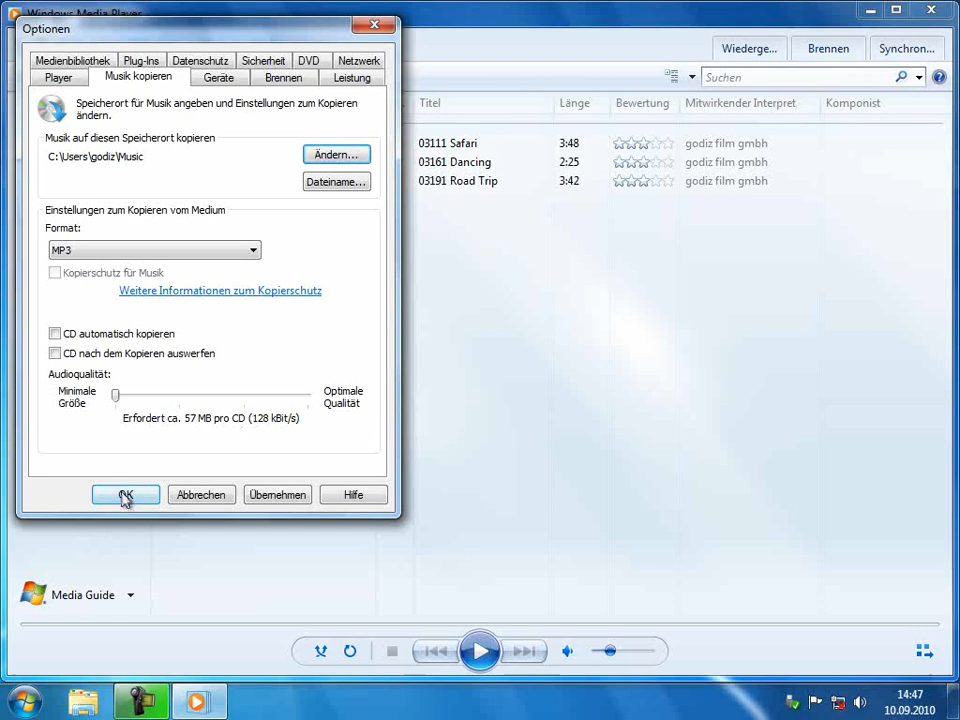 Windows Media Player
Optionen
Medienbibliothek Plug-Ins Datenschutz Sicherheit DVD Netzwerk
Player Musik kopieren Geräte Brennen Leistung
Speicherort für Musik angeben und Einstellungen zum Kopieren
ändern.
Musik auf diesen Speicherort kopieren
C:\Users\godiz\Music
Ändern...
Dateiname...
Einstellungen zum Kopieren vom Medium
Format:
MP3
Kopierschutz für Musik
Weitere Informationen zum Kopierschutz
CD automatisch kopieren
CD nach dem Kopieren auswerfen
Audioqualität:
Minimale
Größe
Optimale
Qualität
Erfordert ca. 57 MB pro CD (128 kBit/s)
OK Abbrechen Übernehmen Hilfe
Wiederge... Brennen Synchron...
Suchen
Titel Länge Bewertung Mitwirkender Interpret Komponist
03111 Safari 3:48 godiz film gmbh
03161 Dancing 2:25 godiz film gmbh
03191 Road Trip 3:42 godiz film gmbh
Media Guide
14:47
10.09.2010